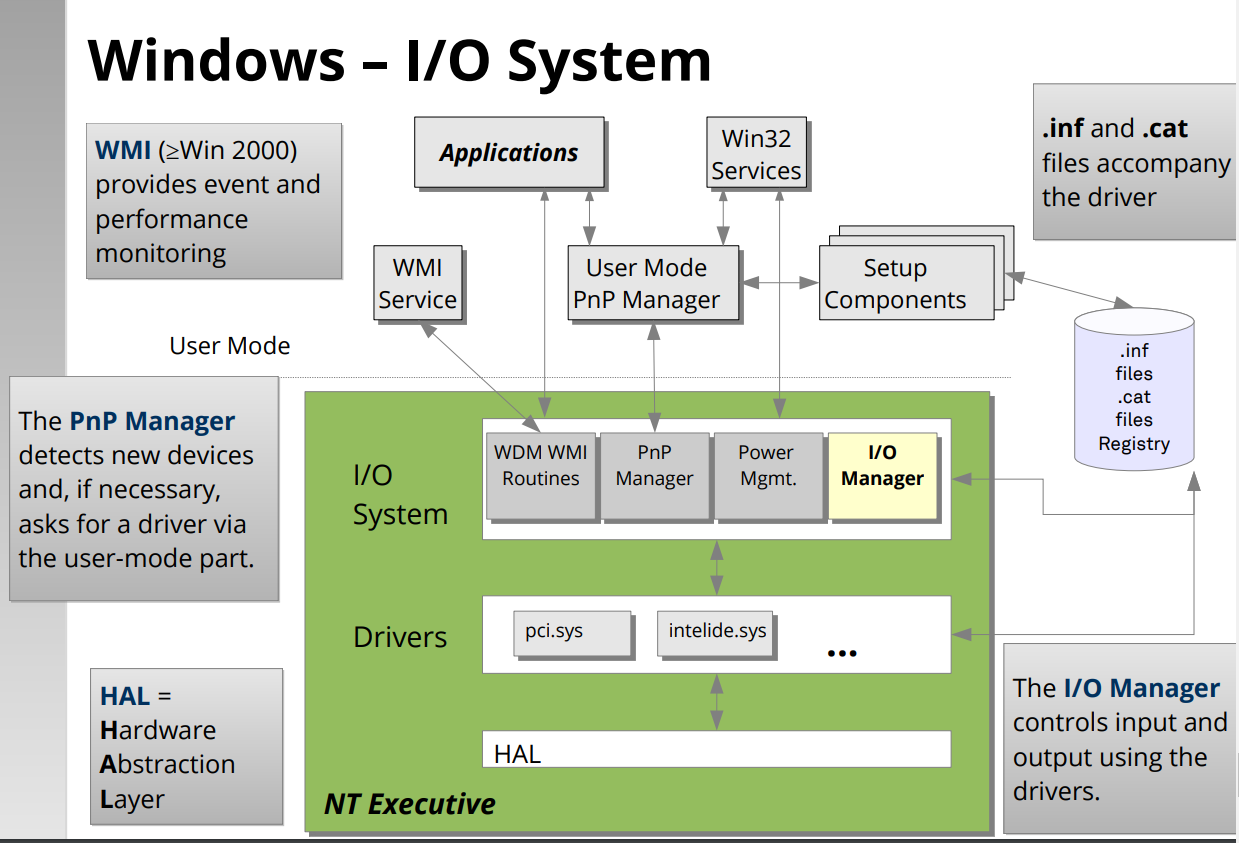 Windows – I/O System
WMI (≥Win 2000)
provides event and
performance
monitoring
Applications
Win32
Services
.inf and .cat
files accompany
the driver
WMI
Service
User Mode
PnP Manager
Setup
Components
User Mode
.inf
files
.cat
files
Registry
The PnP Manager
detects new devices
and, if necessary,
asks for a driver via
the user-mode part.
I/O
System
WDM WMI
Routines
PnP
Manager
Power
Mgmt.
I/O
Manager
Drivers
pci.sys
intelide.sys
...
HAL =
Hardware
Abstraction
Layer
HAL
NT Executive
The I/O Manager
controls input and
output using the
drivers.